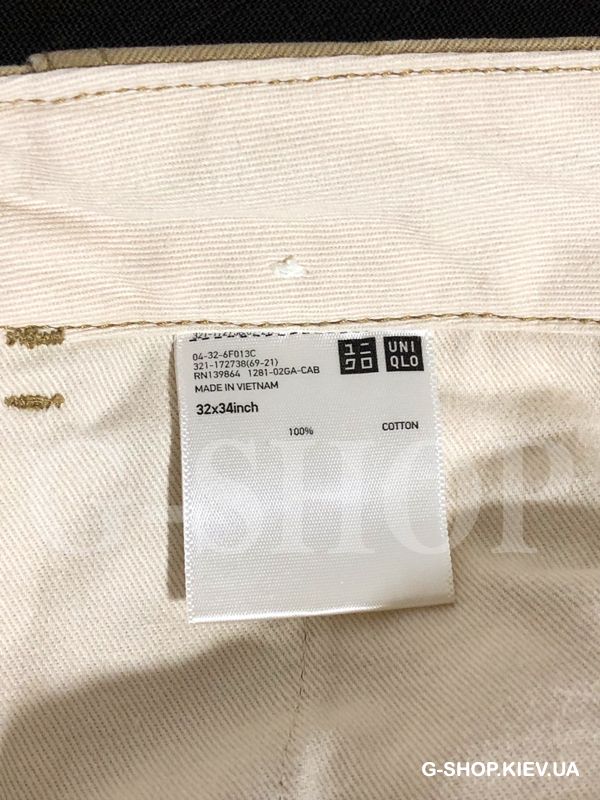 04-32-6F013C
321-172738(69-21)
RN139864 1281-02GA-CAB
MADE IN VIETNAM
32x34inch
100% COTTON
ユニ
クロ
UNI
QLO
G-SHOP
G-SHOP.KIEV.UA